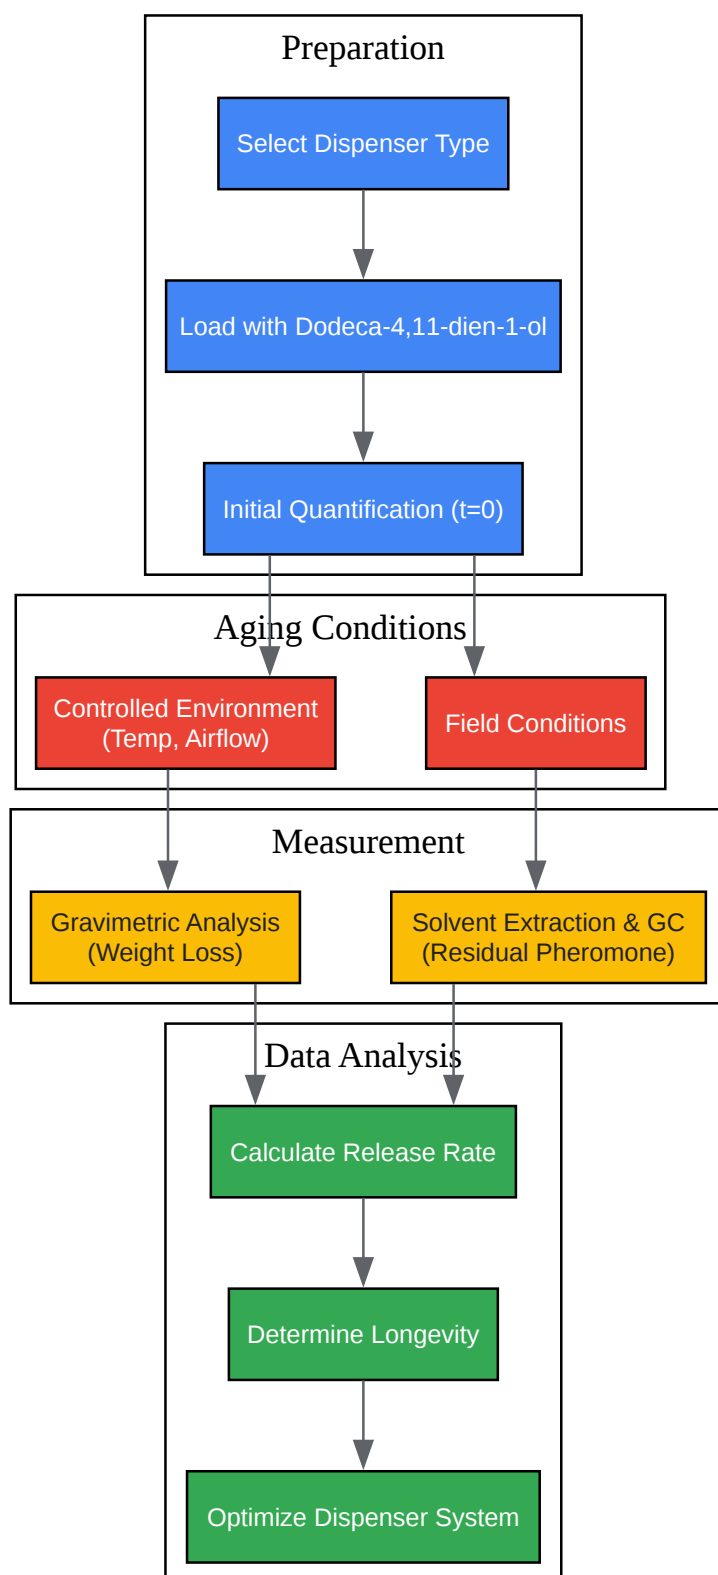 Preparation
Select Dispenser Type
Load with Dodeca-4,11-dien-1-ol
Initial Quantification (t=0)
Aging Conditions
Controlled Environment
(Temp, Airflow)
Field Conditions
Measurement
Gravimetric Analysis
(Weight Loss)
Solvent Extraction & GC
(Residual Pheromone)
Data Analysis
Calculate Release Rate
Determine Longevity
Optimize Dispenser System